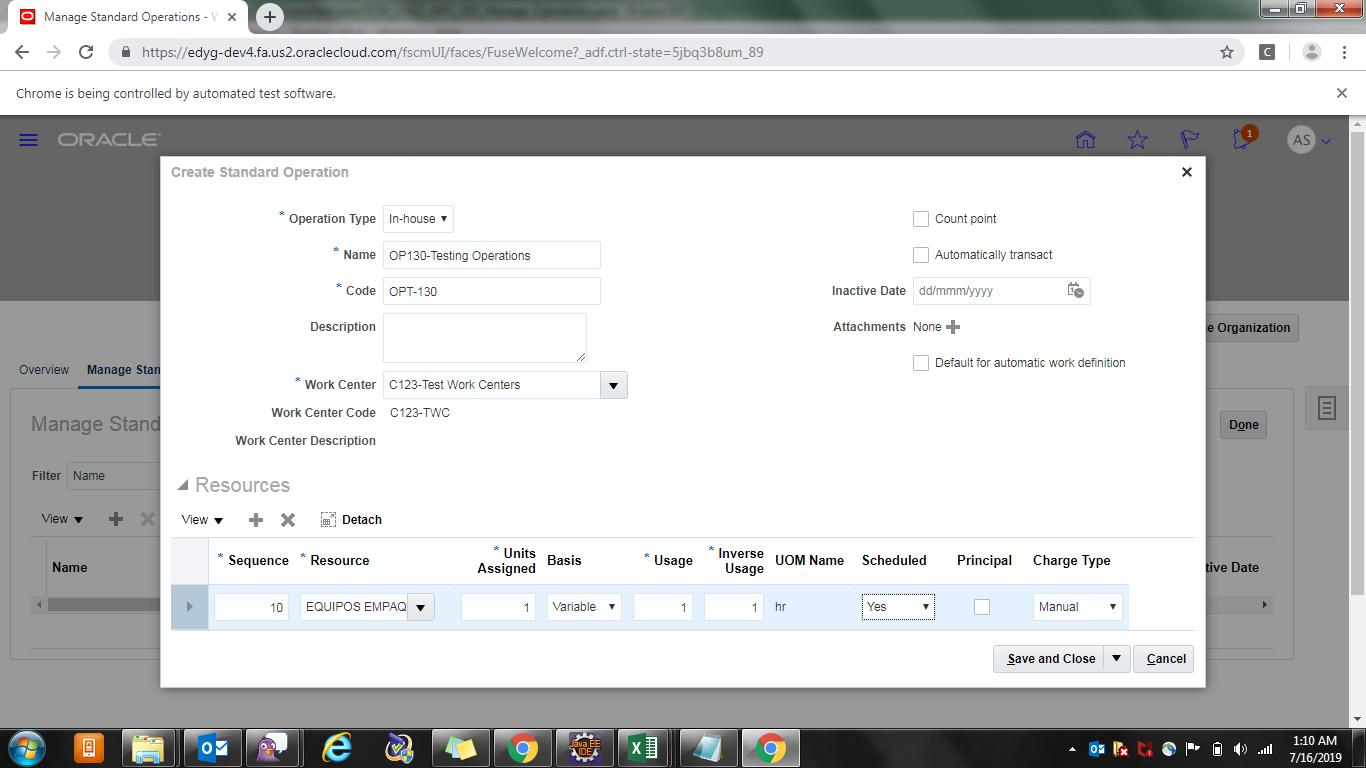 Manage Standard Operations - W
https://edyg-dev4.fa.us2.oraclecloud.com/fscmUI/faces/FuseWelcome?_adf.ctrl-state=5jbq3b8um_89
C
Chrome is being controlled by automated test software.
ORACLE
1
AS
Create Standard Operation
* Operation Type In-house
Count point
* Name OP130-Testing Operations
Automatically transact
* Code OPT-130
Inactive Date dd/mmm/yyyy
Description
Attachments None
e Organization
Default for automatic work definition
Overview Manage Stan
* Work Center C123-Test Work Centers
Work Center Code C123-TWC
Manage Stand
Done
Work Center Description
Filter Name
Resources
View
View Detach
* Sequence * Resource * Units Assigned Basis * Usage * Inverse Usage UOM Name Scheduled Principal Charge Type
Name
tive Date
10 EQUIPOS EMPAQ 1 Variable 1 1 hr Yes Manual
Save and Close Cancel
Java EE
IDE
1:10 AM
7/16/2019